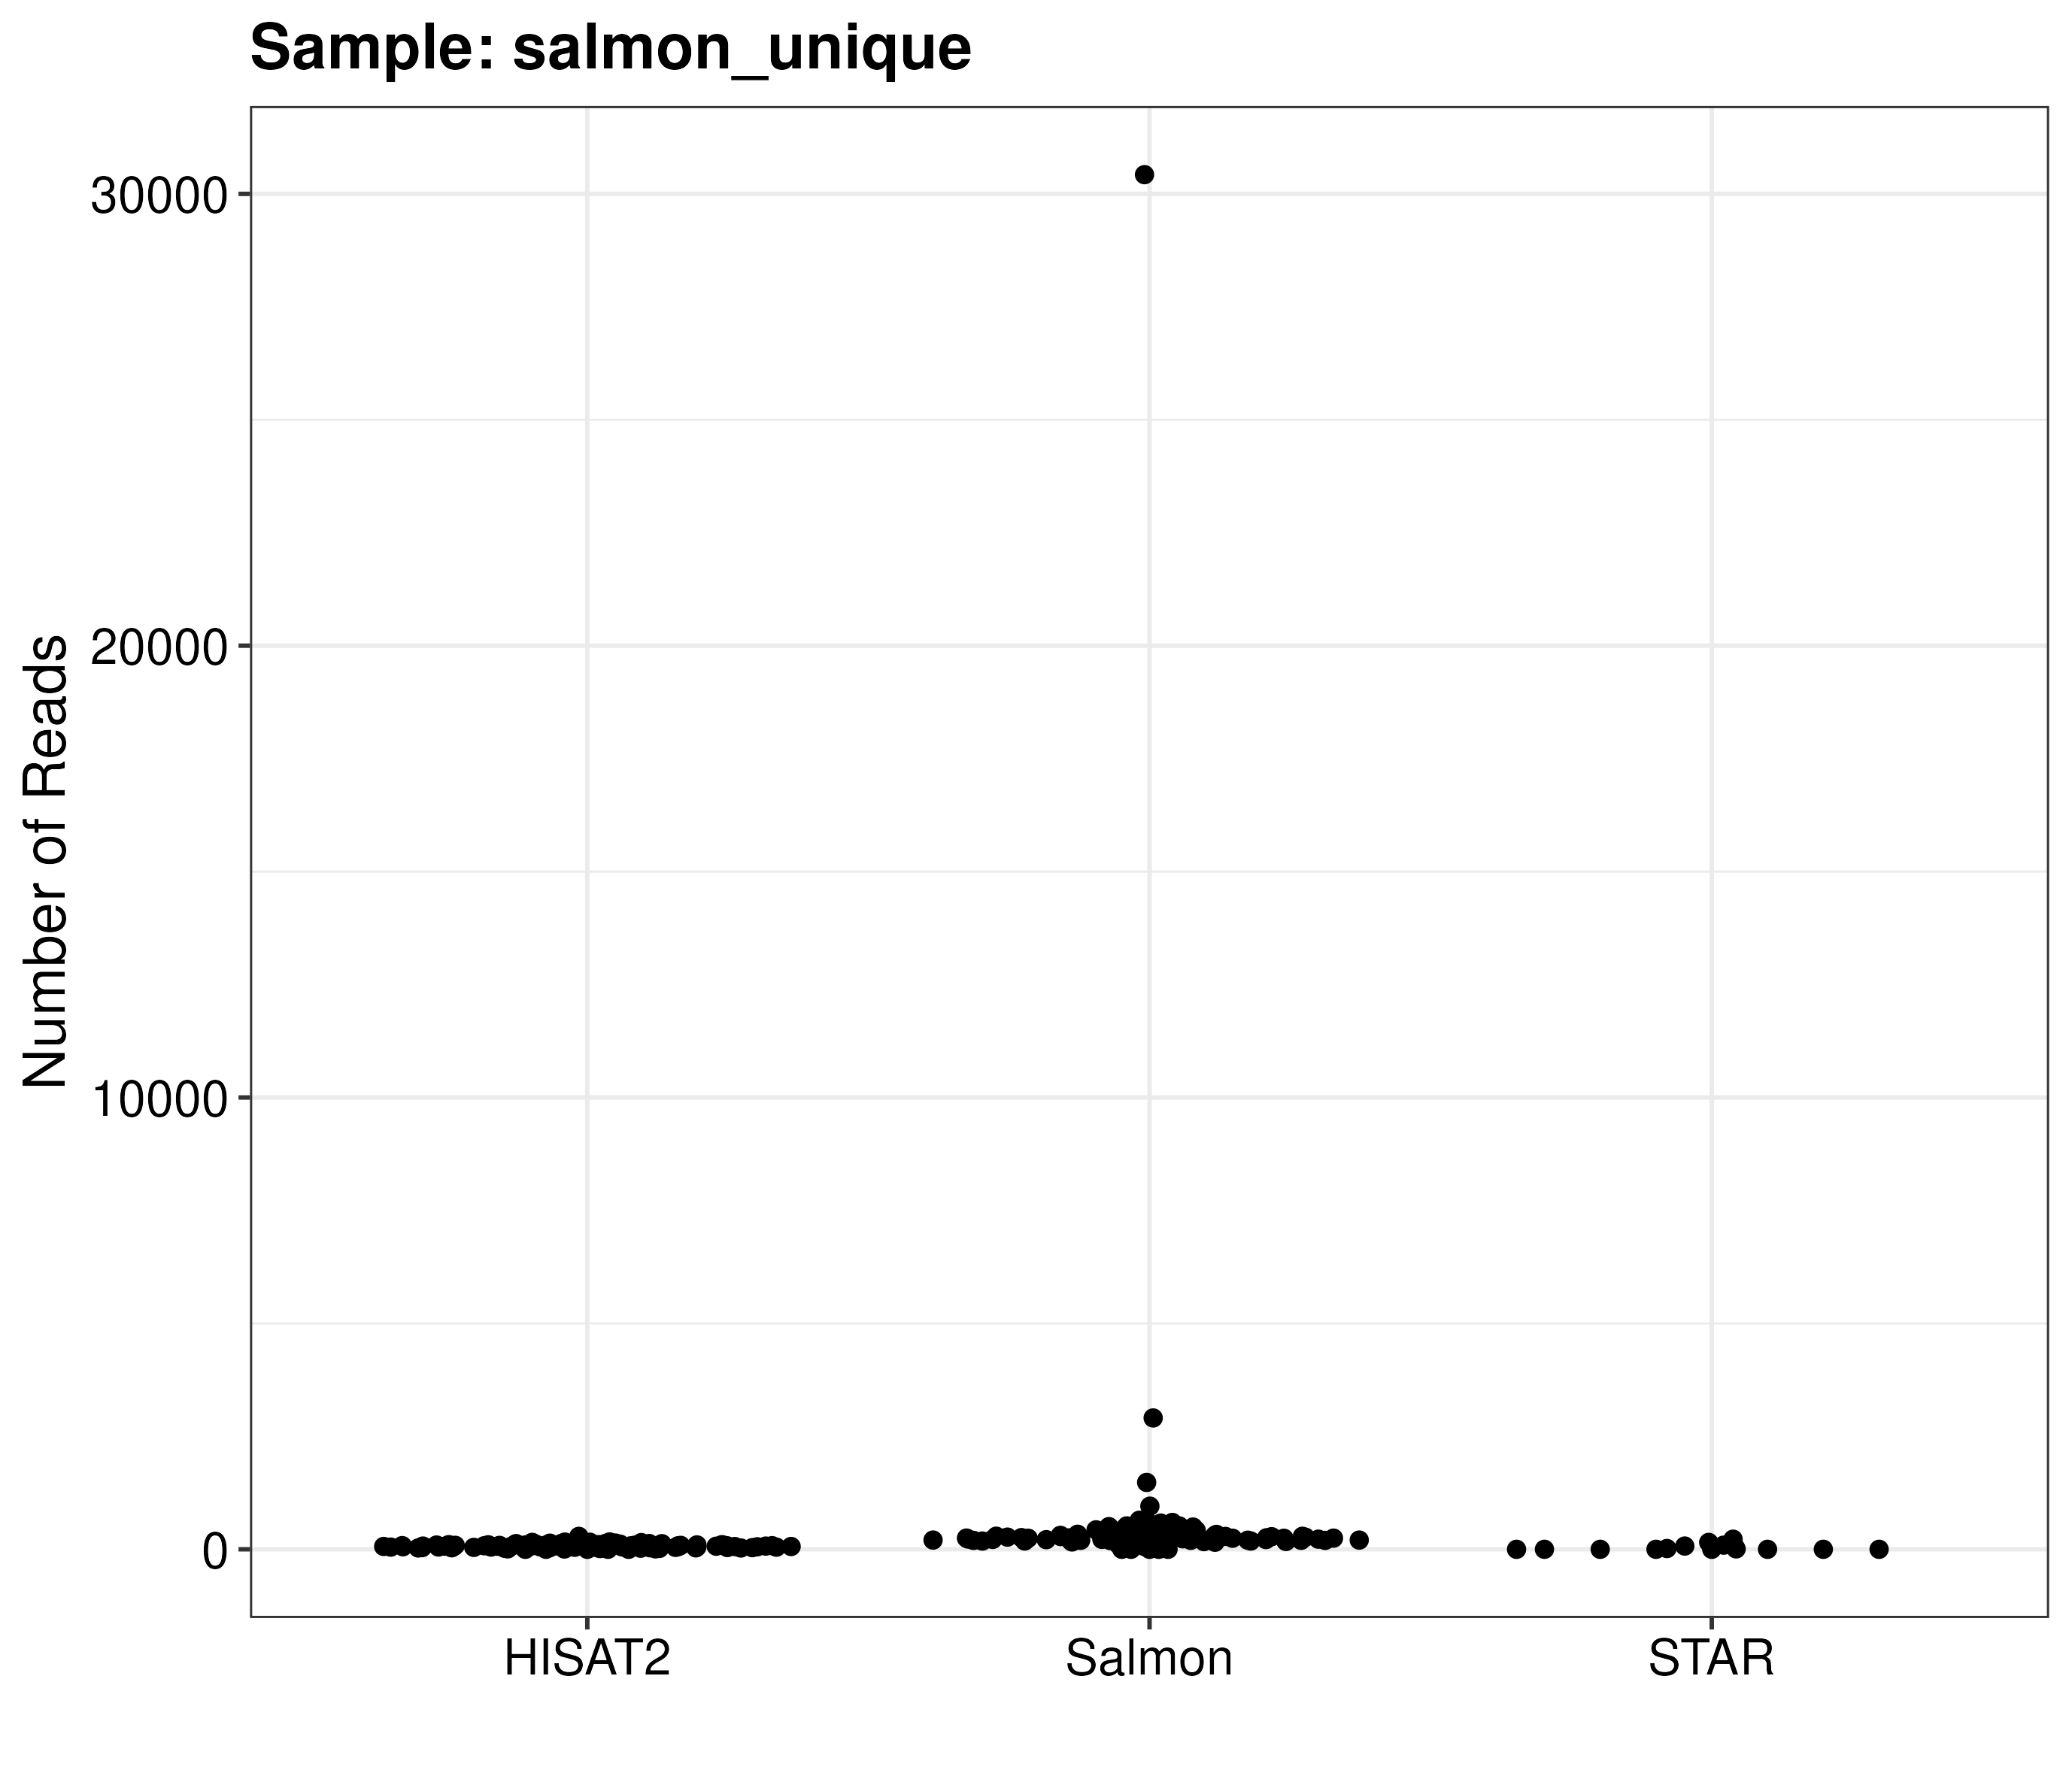 Sample: salmon_unique
Number of Reads
30000
20000
10000
0
HISAT2 Salmon STAR